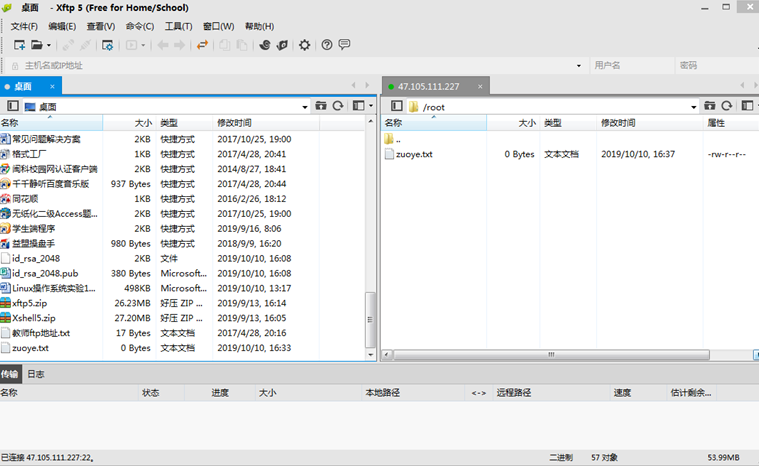 桌面 - Xftp 5 (Free for Home/School)
文件(F) 编辑(E) 查看(V) 命令(C) 工具(T) 窗口(W) 帮助(H)
主机名或IP地址 用户名 密码
桌面 × 47.105.111.227 ×
桌面 /root
名称 大小 类型 修改时间 名称 大小 类型 修改时间 属性
常见问题解决方案 2KB 快捷方式 2017/10/25, 19:00 ..
格式工厂 1KB 快捷方式 2017/4/28, 20:41 zuoye.txt 0 Bytes 文本文档 2019/10/10, 16:37 -rw-r--r--
闽科校园网认证客户端 2KB 快捷方式 2014/8/27, 18:41
千千静听百度音乐版 937 Bytes 快捷方式 2017/4/28, 20:44
同花顺 1KB 快捷方式 2016/2/26, 18:12
无纸化二级Access题... 2KB 快捷方式 2017/10/25, 19:00
学生端程序 2KB 快捷方式 2019/9/16, 8:06
益盟操盘手 980 Bytes 快捷方式 2018/9/9, 16:20
id_rsa_2048 2KB 文件 2019/10/10, 16:08
id_rsa_2048.pub 380 Bytes Microsoft... 2019/10/10, 16:08
Linux操作系统实验1... 498KB Microsoft... 2019/10/10, 13:17
xftp5.zip 26.23MB 好压 ZIP ... 2019/9/13, 16:14
Xshell5.zip 27.20MB 好压 ZIP ... 2019/9/13, 16:05
教师ftp地址.txt 17 Bytes 文本文档 2017/4/28, 20:16
zuoye.txt 0 Bytes 文本文档 2019/10/10, 16:33
传输 日志
名称 状态 进度 大小 本地路径 <-> 远程路径 速度 估计剩余...
已连接 47.105.111.227:22。 二进制 57 对象 53.99MB